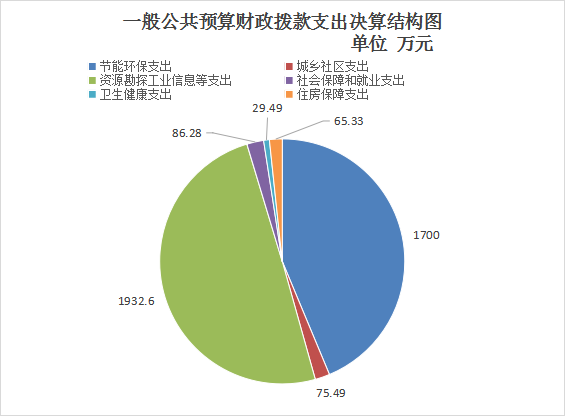 一般公共预算财政拨款支出决算结构图
单位 万元
节能环保支出
城乡社区支出
资源勘探工业信息等支出
社会保障和就业支出
卫生健康支出
住房保障支出
29.49
65.33
86.28
1700
1932.6
75.49